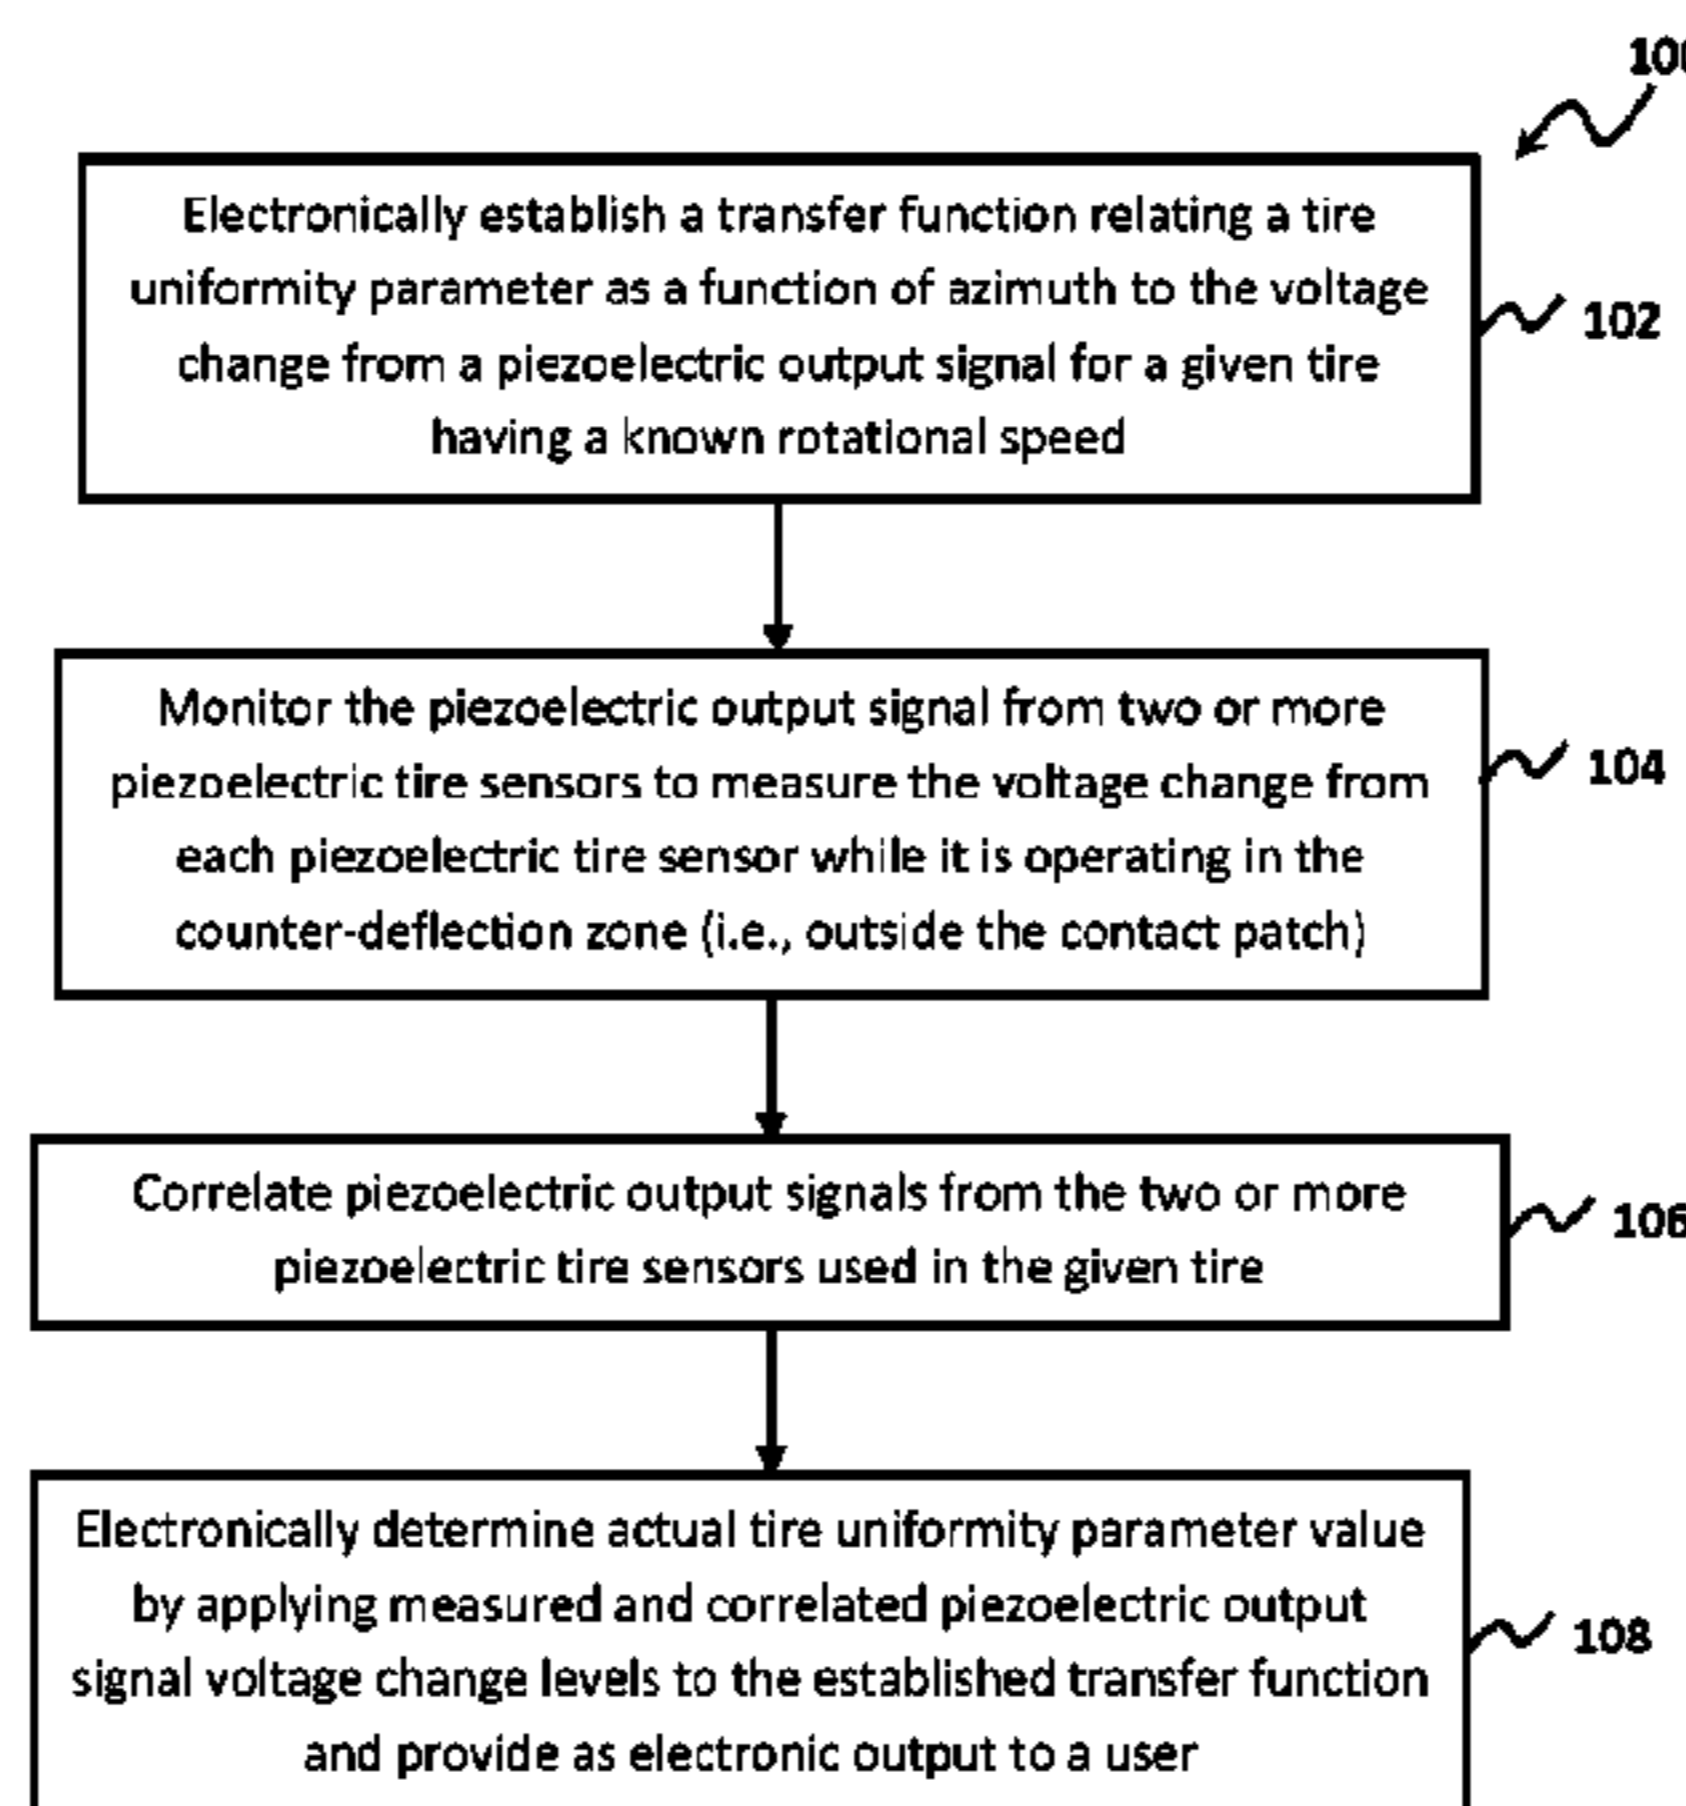 Electronically establish a transfer function relating a tire
uniformity parameter as a function of azimuth to the voltage
change from a piezoelectric output signal for a given tire
having a known rotational speed
102
Monitor the piezoelectric output signal from two or more
piezoelectric tire sensors to measure the voltage change from
each piezoelectric tire sensor while it is operating in the
counter-deflection zone (i.e., outside the contact patch)
104
Correlate piezoelectric output signals from the two or more
piezoelectric tire sensors used in the given tire
106
Electronically determine actual tire uniformity parameter value
by applying measured and correlated piezoelectric output
signal voltage change levels to the established transfer function
and provide as electronic output to a user
108